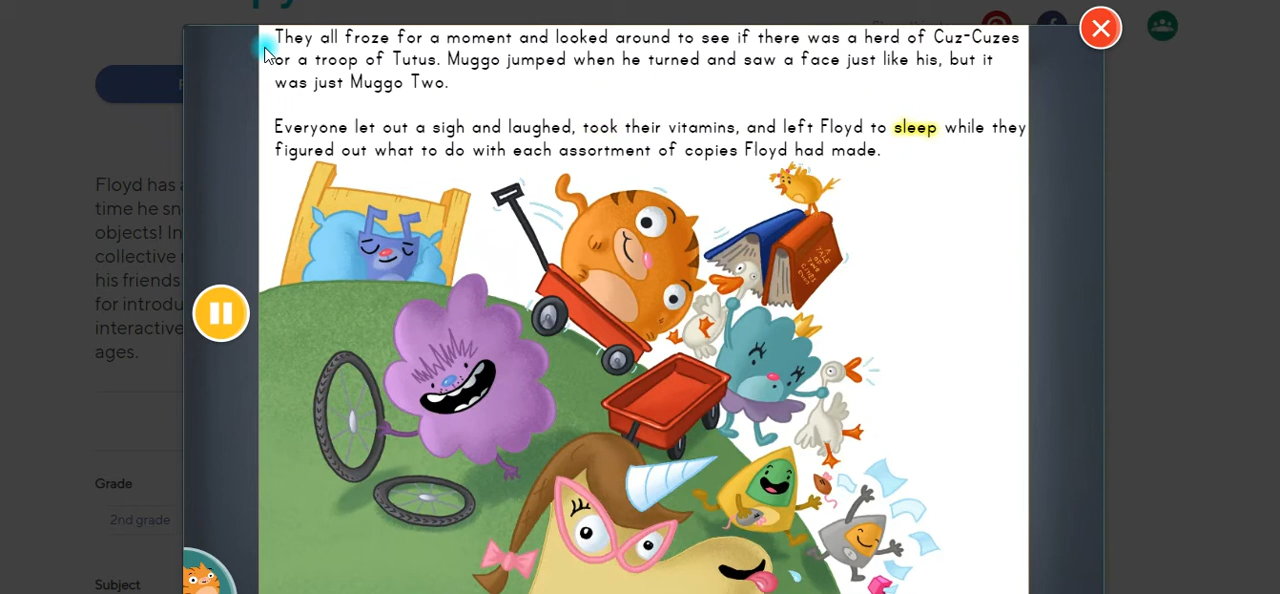 They all froze for a moment and looked around to see if there was a herd of Cuz-Cuzes
or a troop of Tutus. Muggo jumped when he turned and saw a face just like his, but it
was just Muggo Two.
Everyone let out a sigh and laughed, took their vitamins, and left Floyd to sleep while they
figured out what to do with each assortment of copies Floyd had made.
A TALE OF TWO CITIES
Floyd has
time he sn
objects! In
collective
his friends
for introdu
interactive
ages.
Grade
2nd grade
Subject